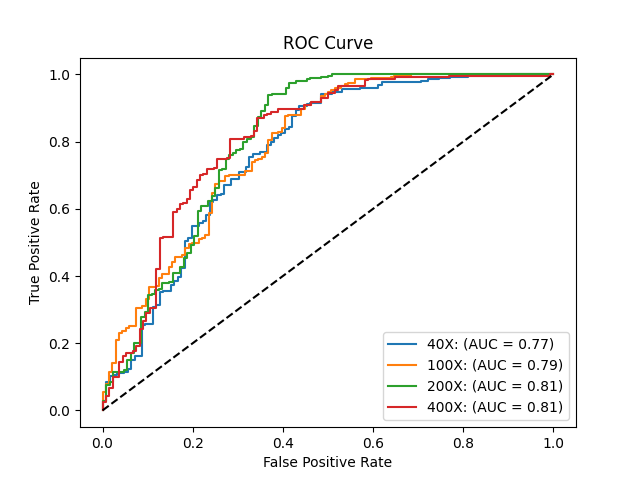 ROC Curve
True Positive Rate
1.0
0.8
0.6
0.4
0.2
0.0
0.0 0.2 0.4 0.6 0.8 1.0
False Positive Rate
40X: (AUC = 0.77)
100X: (AUC = 0.79)
200X: (AUC = 0.81)
400X: (AUC = 0.81)